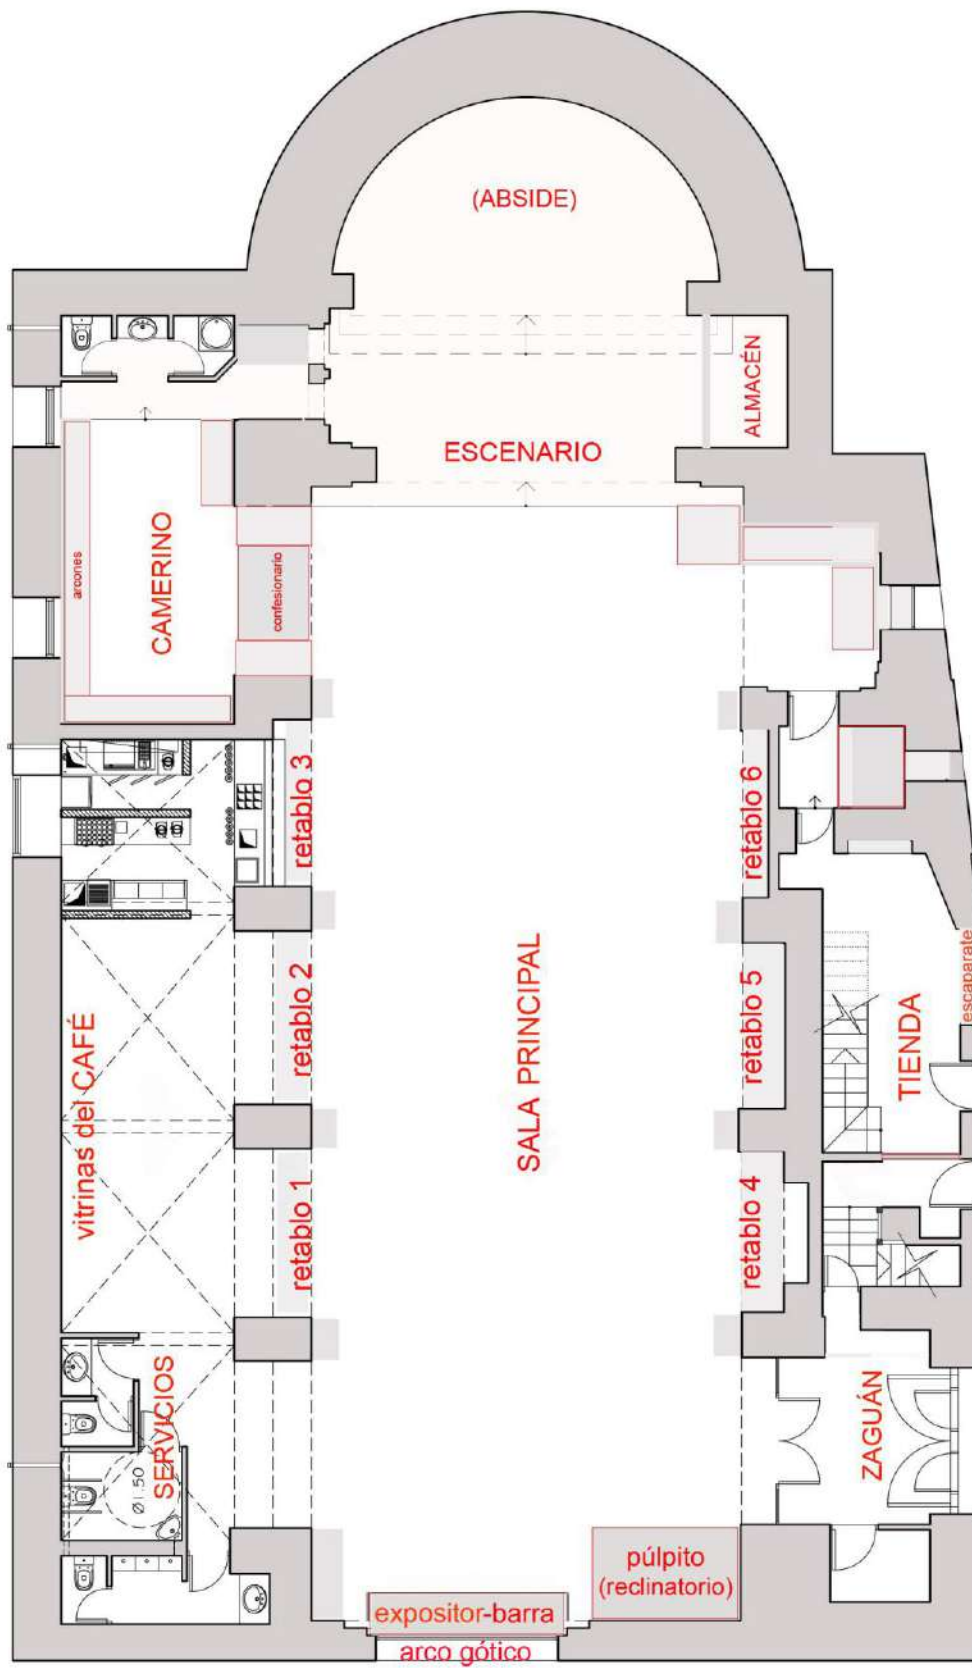 (ABSIDE)
ALMACÉN
ESCENARIO
arcones
CAMERINO
confesionario
retablo 3
retablo 6
vitrinas del CAFÉ
retablo 2
SALA PRINCIPAL
retablo 5
TIENDA
escaparate
retablo 1
retablo 4
SERVICIOS
Ø1.50
ZAGUÁN
púlpito
(reclinatorio)
expositor-barra
arco gótico